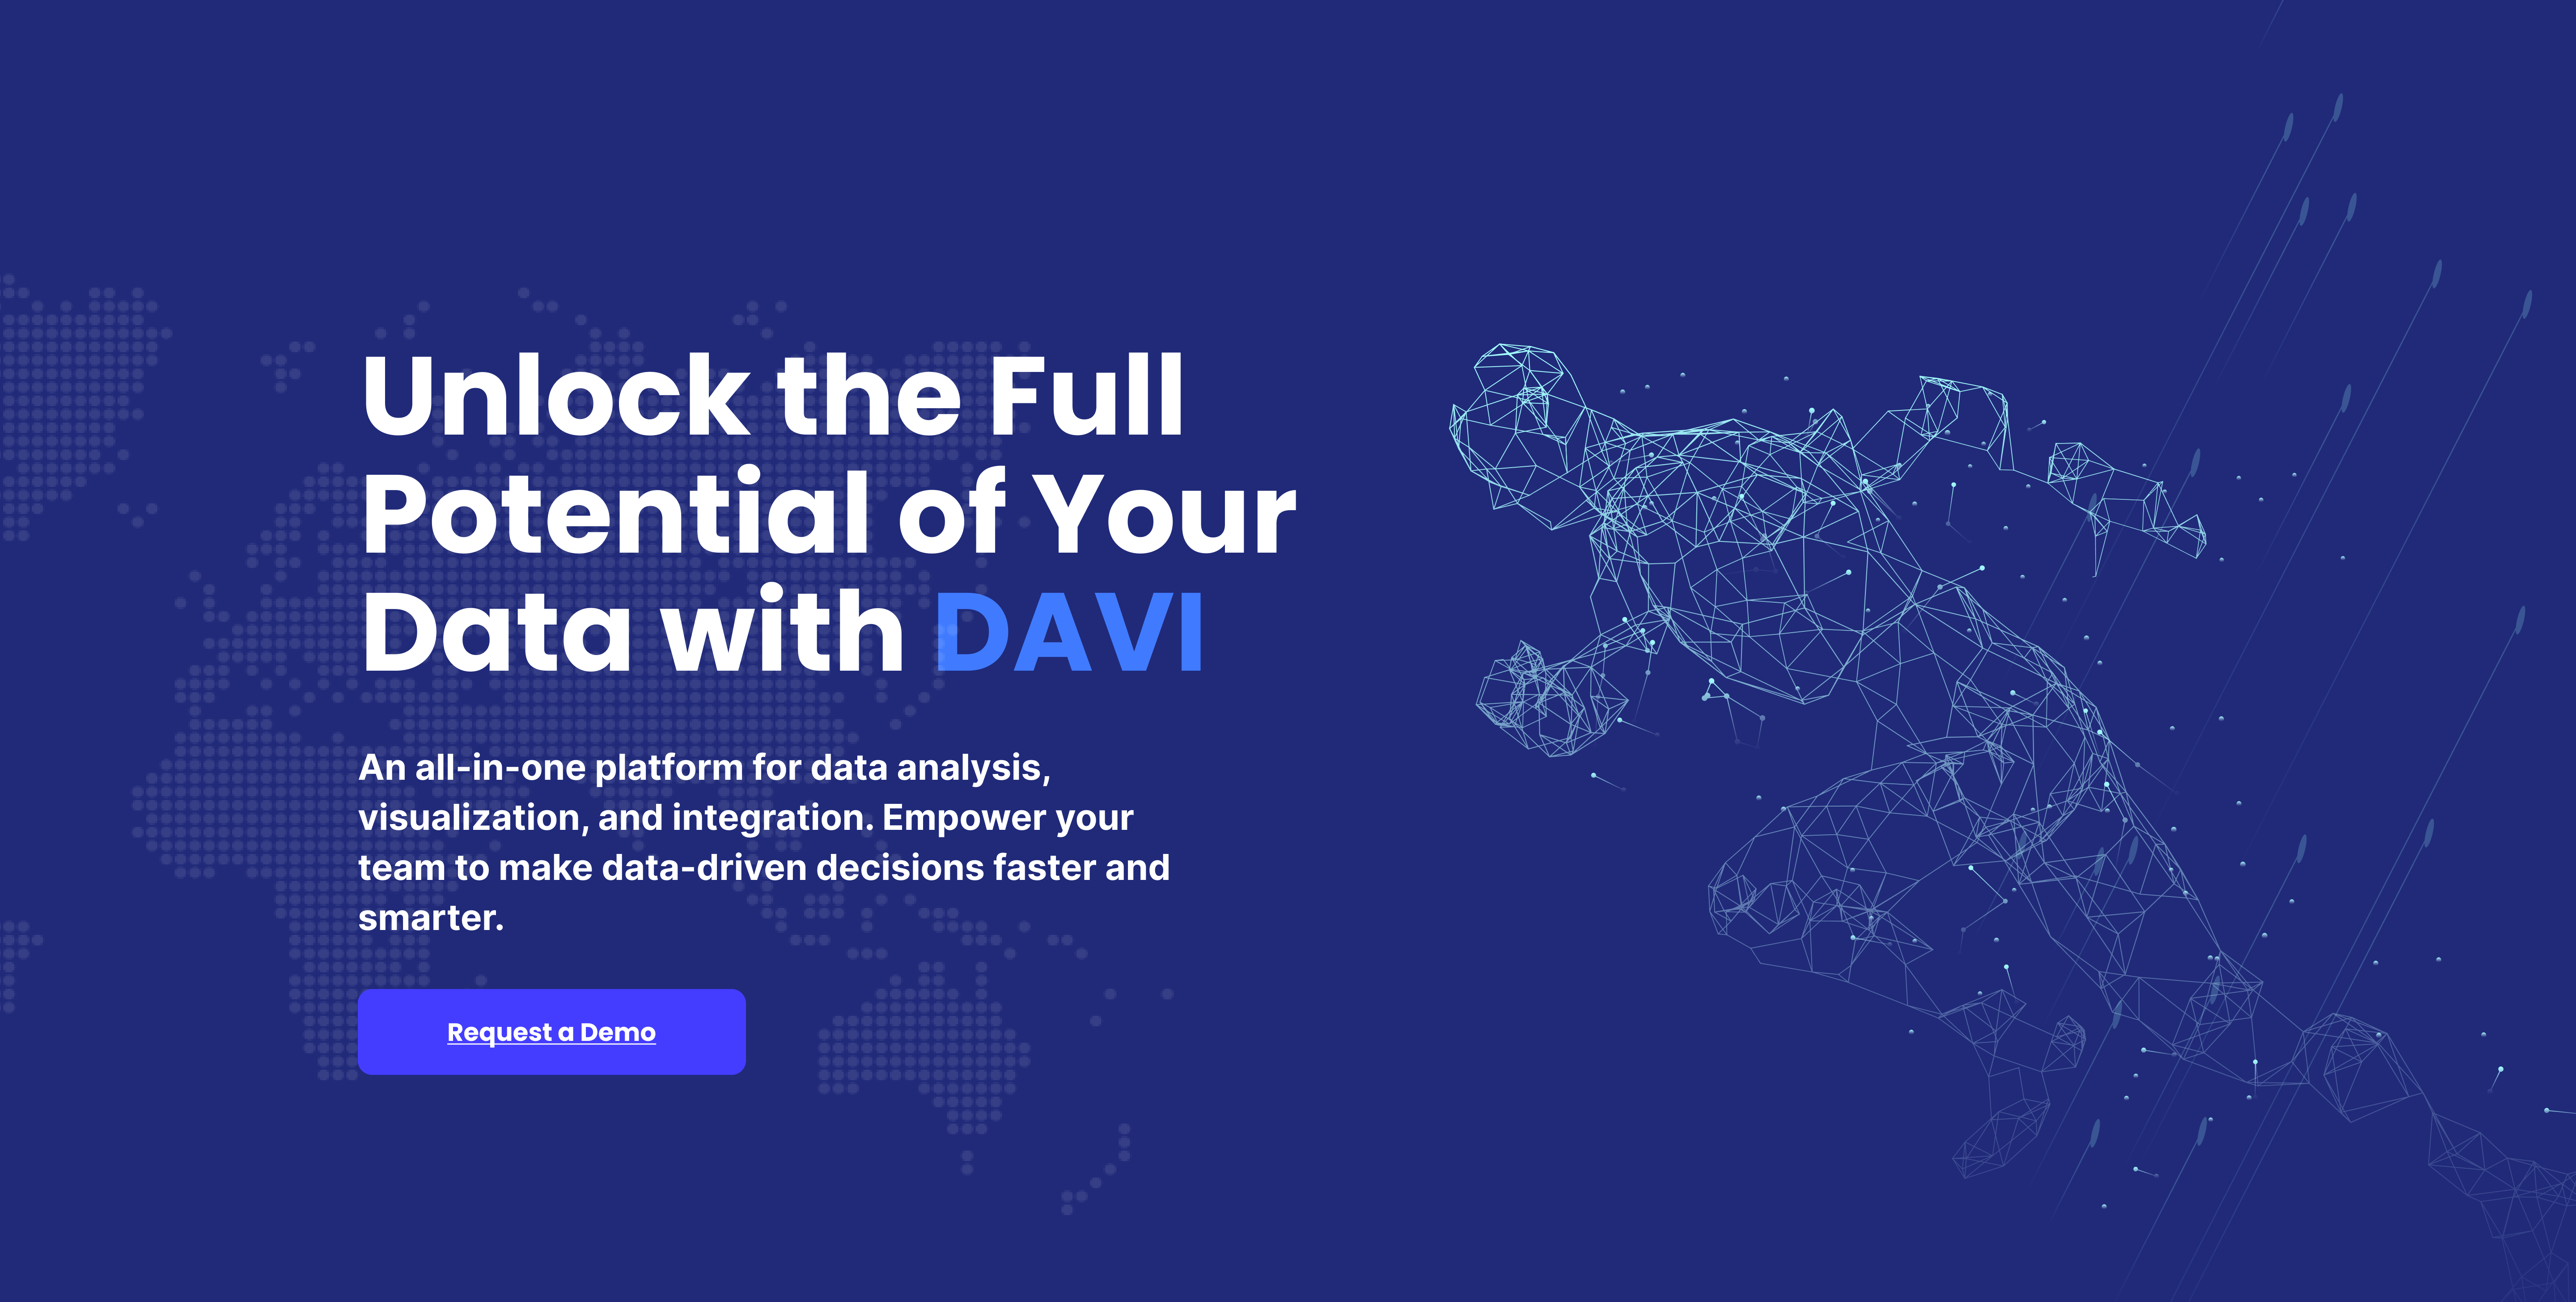 Unlock the Full
Potential of Your
Data with DAVI
An all-in-one platform for data analysis,
visualization, and integration. Empower your
team to make data-driven decisions faster and
smarter.
Request a Demo